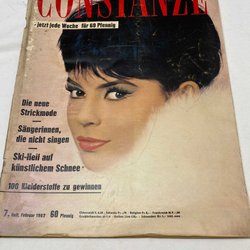 CONSTANZE
jetzt jede Woche für 60 Pfennig
Die neue
Strickmode
Sängerinnen,
die nicht singen
Ski-Heil auf
künstlichem Schnee
100 Kleiderstoffe zu gewinnen
7. Heft, Februar 1962 60 Pfennig